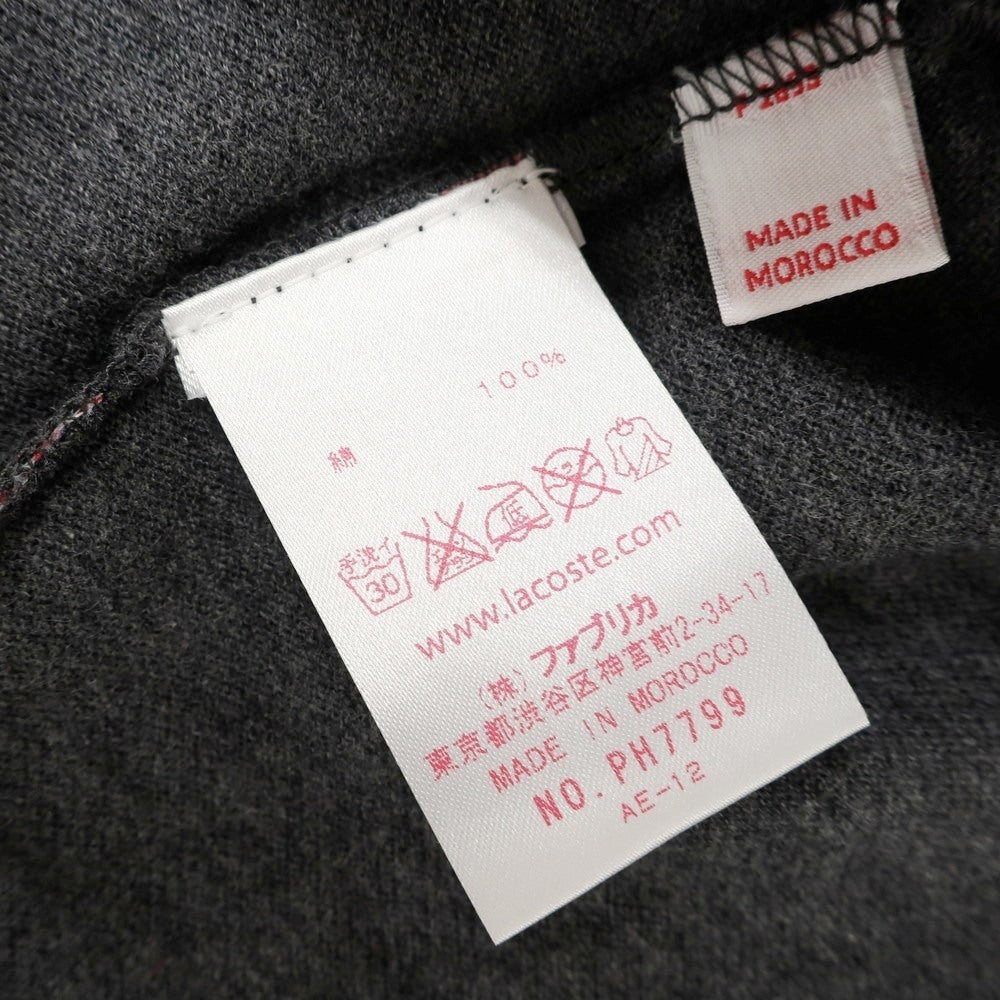 MADE IN
MOROCCO
100%
綿
手洗イ
30
低
www.lacoste.com
(株)ファブリカ
東京都渋谷区神宮前2-34-17
MADE IN MOROCCO
NO. PH7799
AE-12